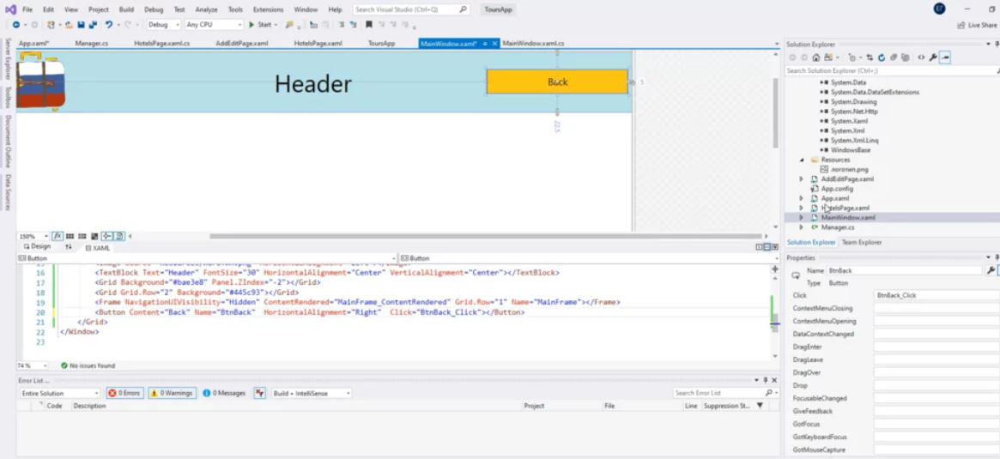 File Edit View Project Build Debug Test Analyze Tools Extensions Window Help Search Visual Studio (Ctrl+Q) ToursApp
Debug Any CPU Start
Live Share
App.xaml* Manager.cs HotelsPage.xaml.cs AddEditPage.xaml HotelsPage.xaml ToursApp MainWindow.xaml* MainWindow.xaml.cs
Server Explorer
Toolbox
Document Outline
Data Sources
Header
Back
5
22,5
150%
Design XAML
Button Button
16 <TextBlock Text="Header" FontSize="30" HorizontalAlignment="Center" VerticalAlignment="Center"></TextBlock>
17 <Grid Background="#bae3e8" Panel.ZIndex="-2"></Grid>
18 <Grid Grid.Row="2" Background="#445c93"></Grid>
19 <Frame NavigationUIVisibility="Hidden" ContentRendered="MainFrame_ContentRendered" Grid.Row="1" Name="MainFrame"></Frame>
20 <Button Content="Back" Name="BtnBack" HorizontalAlignment="Right" Click="BtnBack_Click"></Button>
21 </Grid>
22 </Window>
23
74 % No issues found
Error List ...
Entire Solution 0 Errors 0 Warnings 0 Messages Build + IntelliSense Search Error List
Code Description Project File Line Suppression St...
Solution Explorer
Search Solution Explorer (Ctrl+;)
System.Data
System.Data.DataSetExtensions
System.Drawing
System.Net.Http
System.Xaml
System.Xml
System.Xml.Linq
WindowsBase
Resources
логотип.png
AddEditPage.xaml
App.config
App.xaml
HotelsPage.xaml
MainWindow.xaml
Manager.cs
Solution Explorer Team Explorer
Properties
Name BtnBack
Type Button
Click BtnBack_Click
ContextMenuClosing
ContextMenuOpening
DataContextChanged
DragEnter
DragLeave
DragOver
Drop
FocusableChanged
GiveFeedback
GotFocus
GotKeyboardFocus
GotMouseCapture